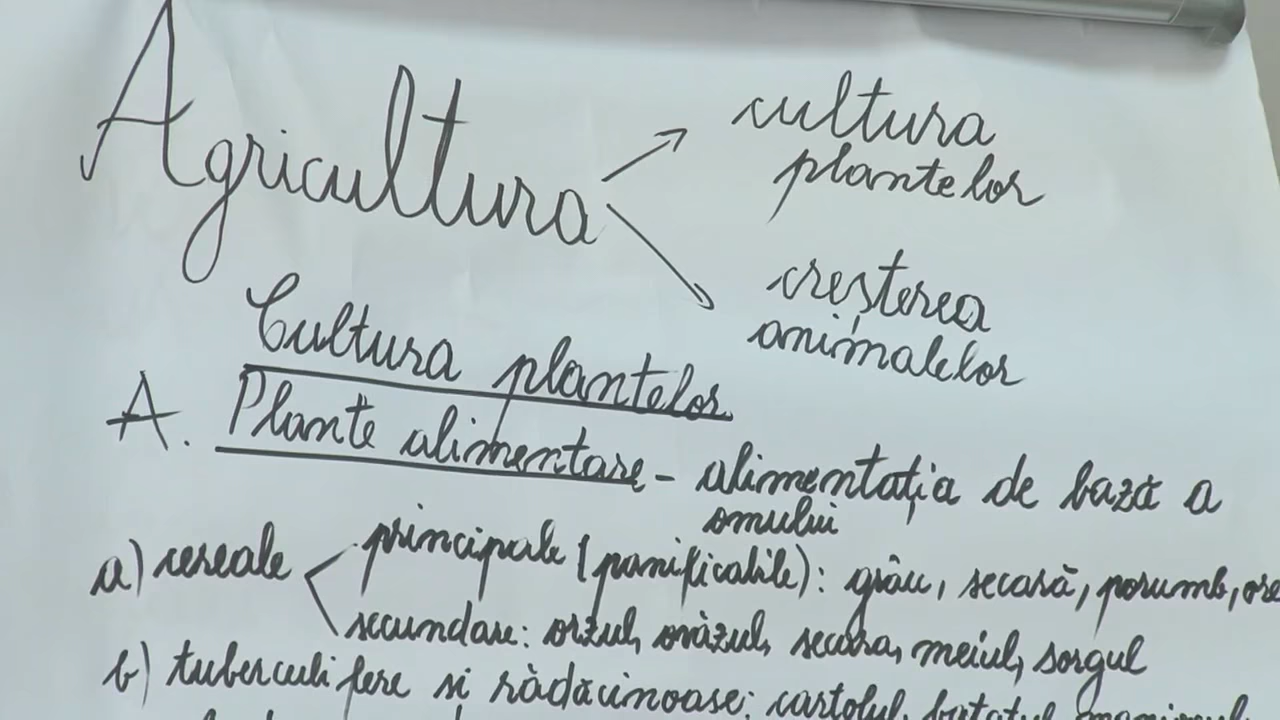 Agricultura
cultura
plantelor
creșterea
animalelor
Cultura plantelor
A. Plante alimentare - alimentația de bază a
omului
a) cereale
principale (panificabile): grâu, secară, porumb,
secundare: orzul, ovăzul, secara, meiul, sorgul
b) tuberculifere si rădăcinoase: cartoful, batatul,